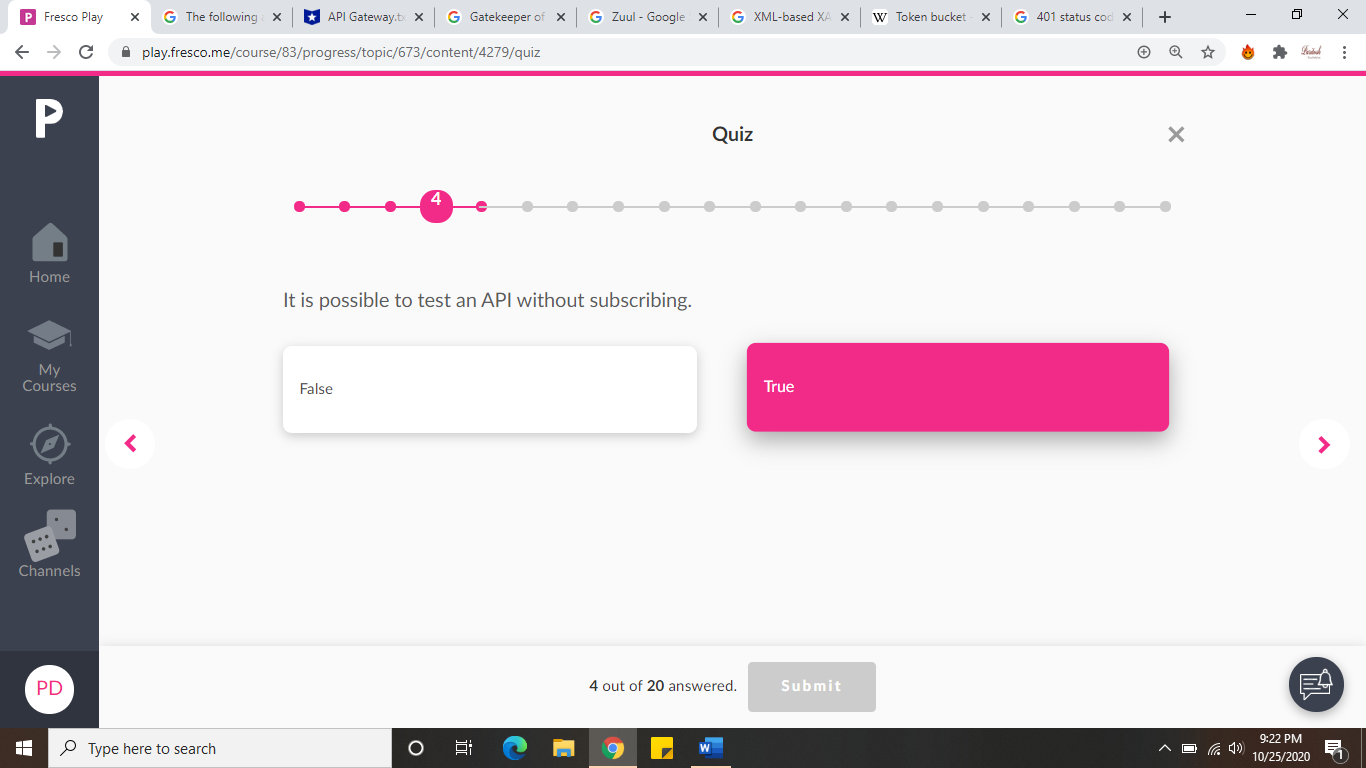 Fresco Play
The following
API Gateway.tx
Gatekeeper of
Zuul - Google
XML-based XA
Token bucket -
401 status cod
play.fresco.me/course/83/progress/topic/673/content/4279/quiz
Quiz
4
Home
It is possible to test an API without subscribing.
My
Courses
False
True
Explore
Channels
PD
4 out of 20 answered.
Submit
Type here to search
9:22 PM
10/25/2020
1